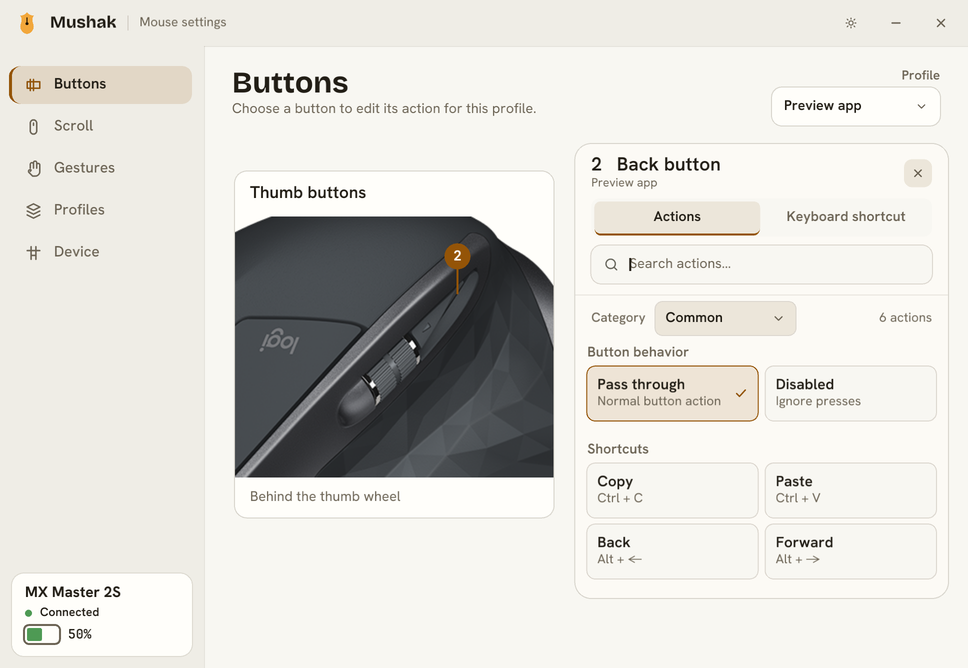 Mushak
Mouse settings
Buttons
Scroll
Gestures
Profiles
Device
MX Master 2S
Connected
50%
Buttons
Choose a button to edit its action for this profile.
Profile
Preview app
Thumb buttons
2
logi
Behind the thumb wheel
2 Back button
Preview app
Actions
Keyboard shortcut
Search actions...
Category
Common
6 actions
Button behavior
Pass through
Normal button action
Disabled
Ignore presses
Shortcuts
Copy
Ctrl + C
Paste
Ctrl + V
Back
Alt + ←
Forward
Alt + →